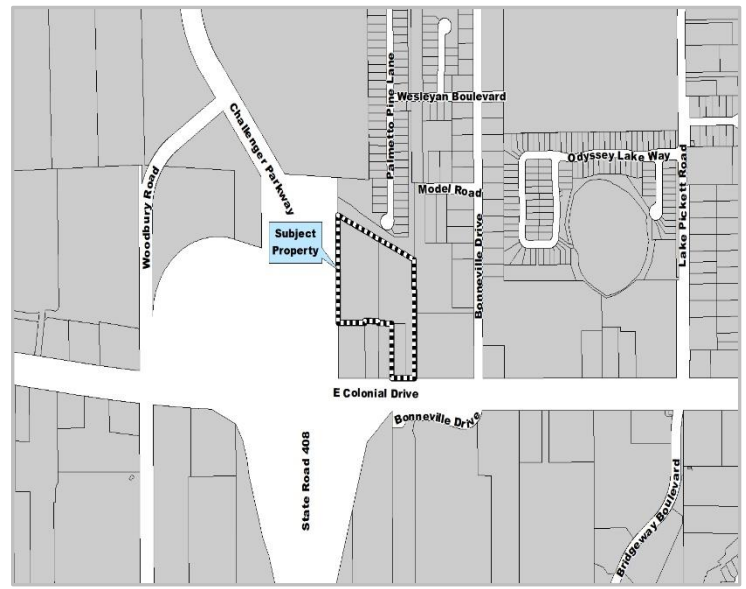 Wesleyan Boulevard
Palmetto Pine Lane
Challenger Parkway
Odyssey Lake Way
Model Road
Woodbury Road
Lake Pickett Road
Subject
Property
Bonneville Drive
E Colonial Drive
Bonneville Drive
State Road 408
Bridgeway Boulevard